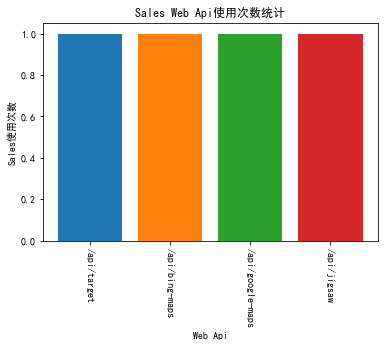 Sales Web Api使用次数统计
Sales使用次数
1.0
0.8
0.6
0.4
0.2
0.0
/api/target
/api/bing-maps
/api/google-maps
/api/jigsaw
Web Api